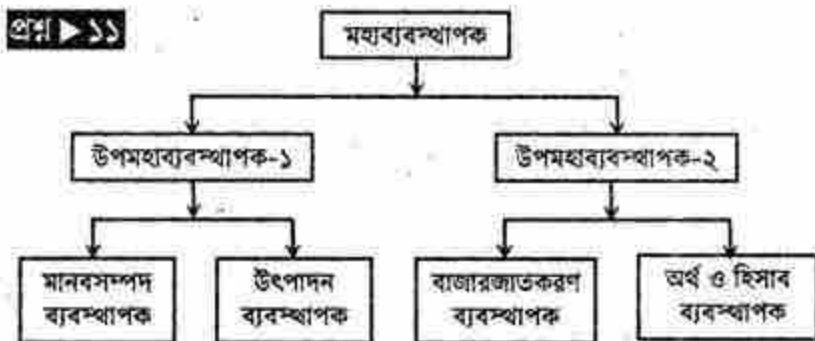 প্রশ্ন ▶ ১১
মহাব্যবস্থাপক
উপমহাব্যবস্থাপক-১
উপমহাব্যবস্থাপক-২
মানবসম্পদ
ব্যবস্থাপক
উৎপাদন
ব্যবস্থাপক
বাজারজাতকরণ
ব্যবস্থাপক
অর্থ ও হিসাব
ব্যবস্থাপক